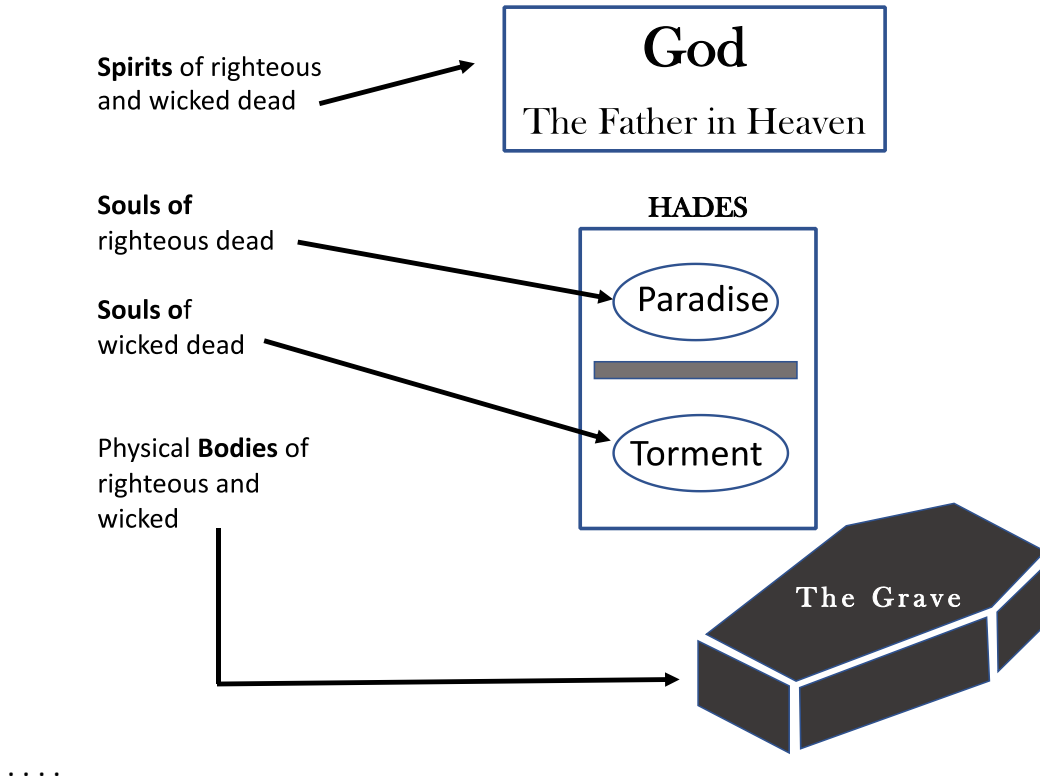 Spirits of righteous
and wicked dead
God
The Father in Heaven
Souls of
righteous dead
Souls of
wicked dead
HADES
Paradise
Torment
Physical Bodies of
righteous and
wicked
The Grave
. . . .